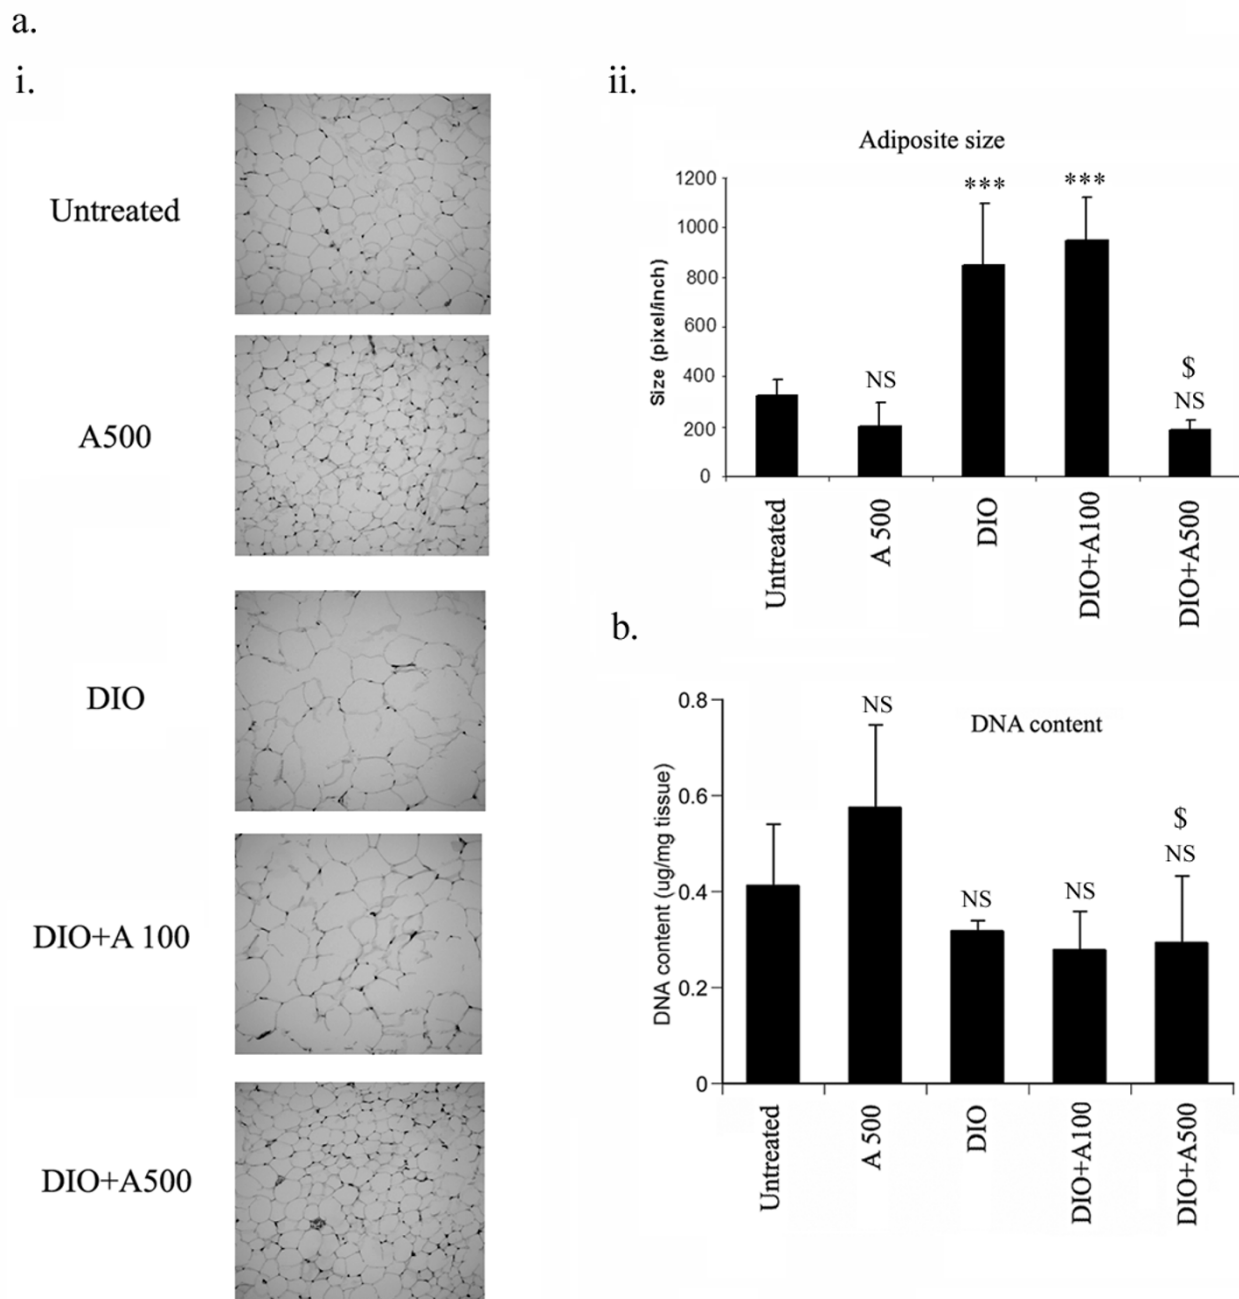 a.
i.
Untreated
A500
DIO
DIO+A 100
DIO+A500
ii.
Adiposite size
Size (pixel/inch)
1200
1000
800
600
400
200
0
***
***
NS
$
NS
Untreated
A 500
DIO
DIO+A100
DIO+A500
b.
DNA content
DNA content (ug/mg tissue)
0.8
0.6
0.4
0.2
0
NS
NS
NS
$
NS
Untreated
A 500
DIO
DIO+A100
DIO+A500